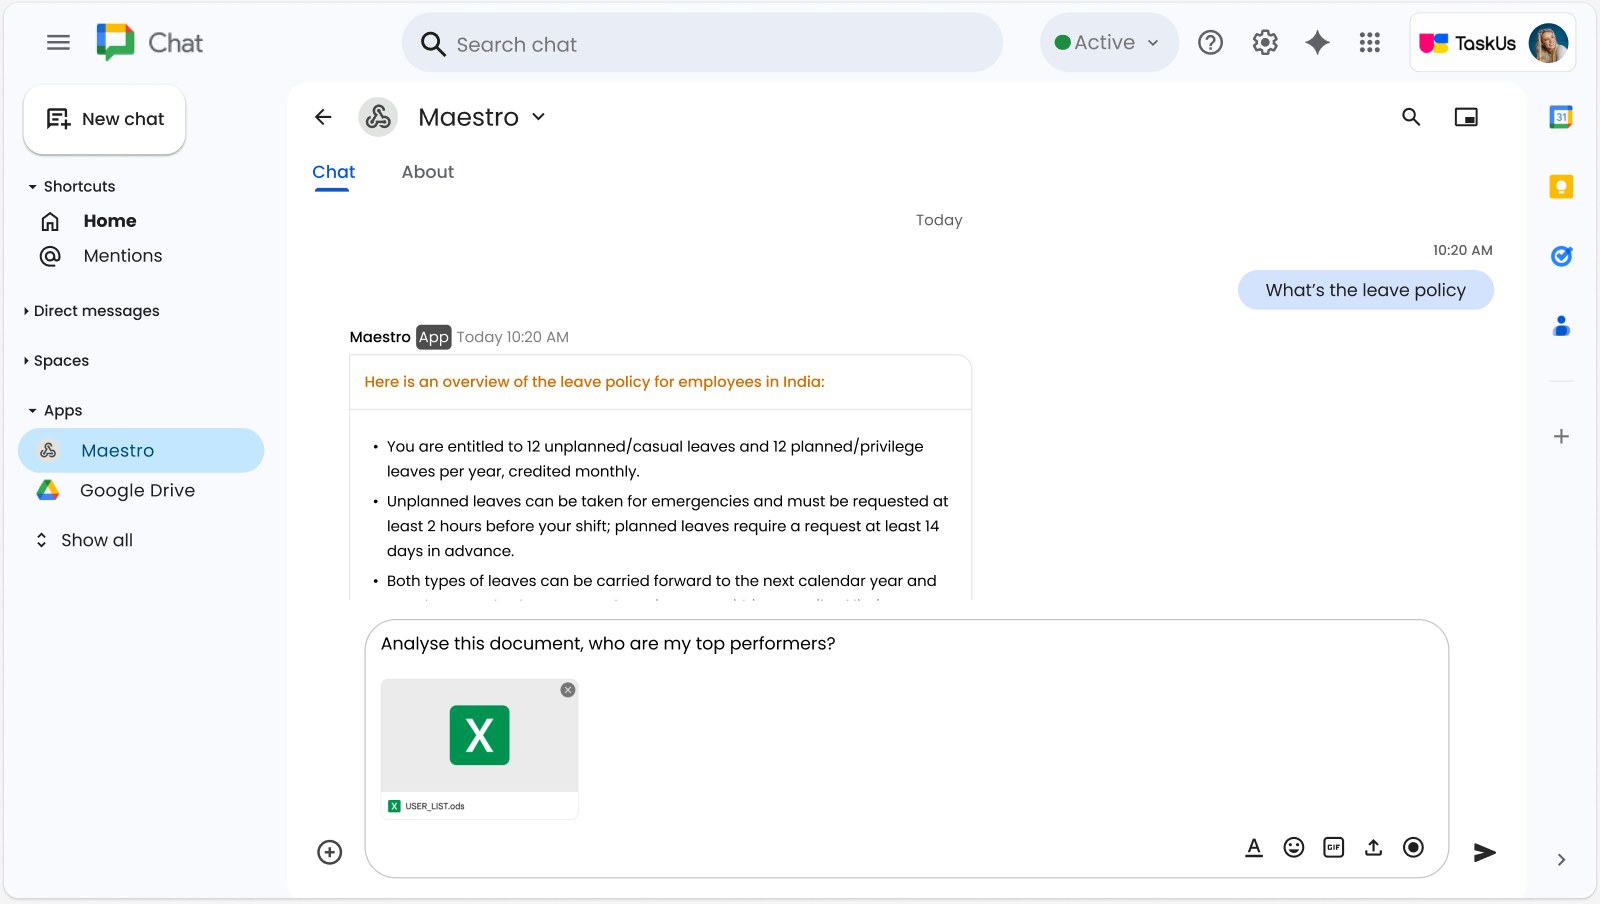 Chat
Search chat
Active
TaskUs
New chat
Shortcuts
Home
Mentions
Direct messages
Spaces
Apps
Maestro
Google Drive
Show all
Maestro
Chat
About
Today
10:20 AM
What's the leave policy
Maestro App Today 10:20 AM
Here is an overview of the leave policy for employees in India:
• You are entitled to 12 unplanned/casual leaves and 12 planned/privilege
leaves per year, credited monthly.
• Unplanned leaves can be taken for emergencies and must be requested at
least 2 hours before your shift; planned leaves require a request at least 14
days in advance.
• Both types of leaves can be carried forward to the next calendar year and
Analyse this document, who are my top performers?
X
X USER_LIST.ods
A
GIF
31